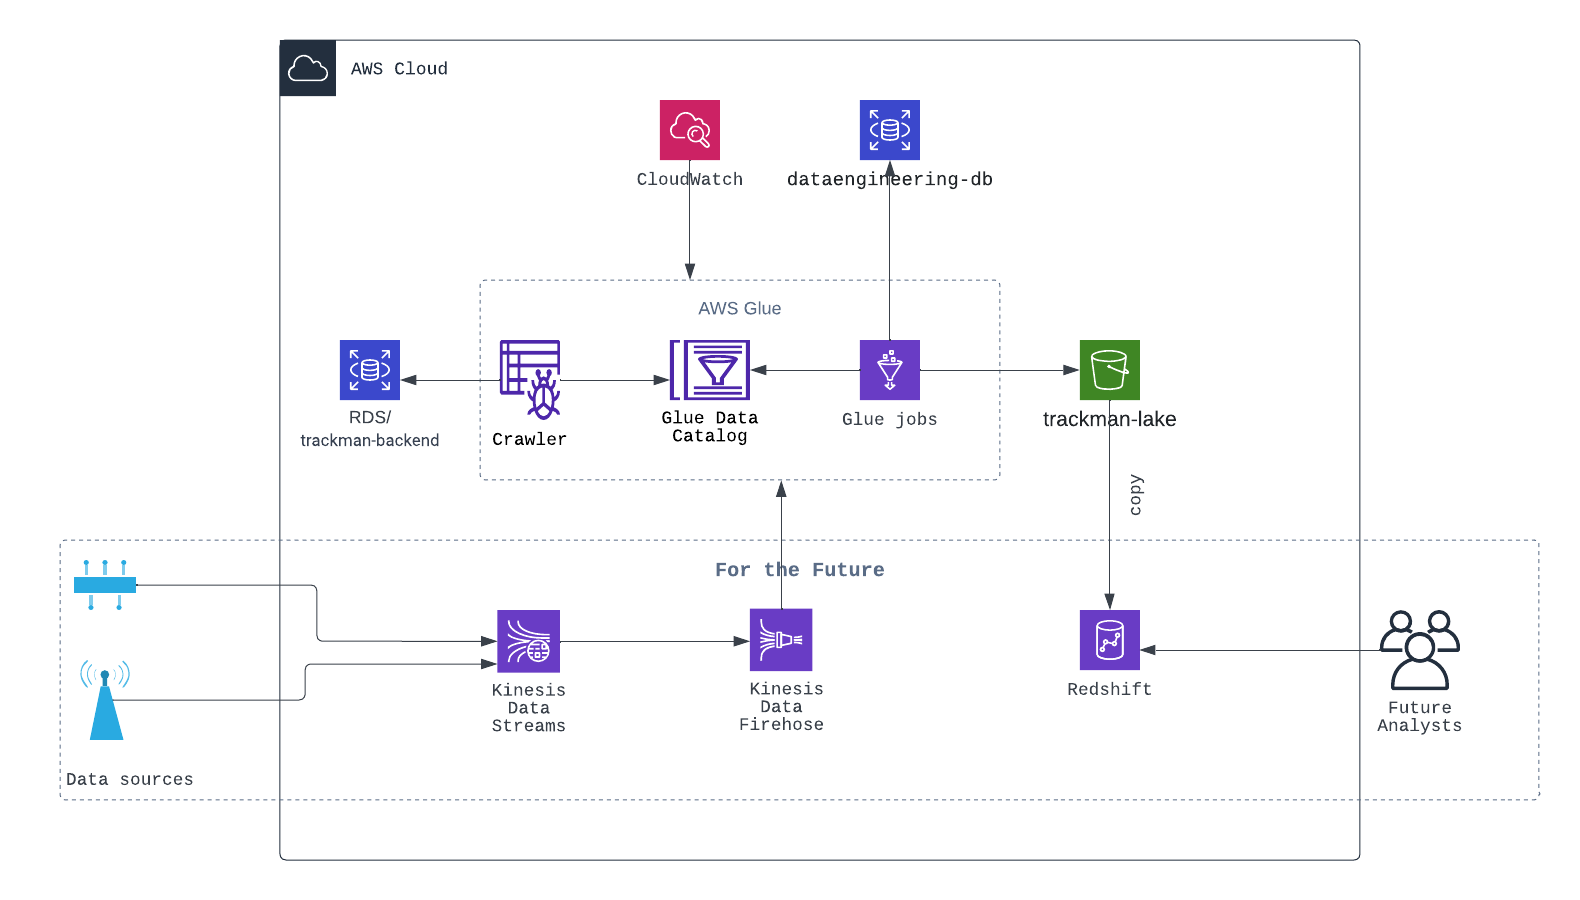 AWS Cloud
CloudWatch
dataengineering-db
AWS Glue
RDS/
trackman-backend
Crawler
Glue Data
Catalog
Glue jobs
trackman-lake
copy
For the Future
Data sources
Kinesis
Data
Streams
Kinesis
Data
Firehose
Redshift
Future
Analysts